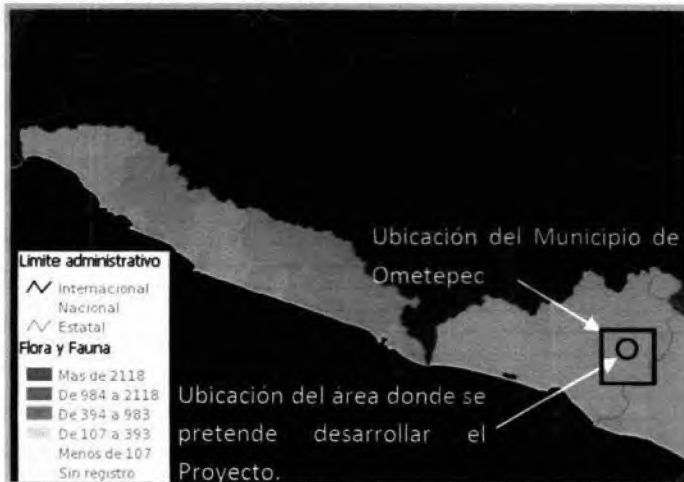 Ubicación del Municipio de
Ometepec
Límite administrativo
Internacional
Nacional
Estatal
Flora y Fauna
Mas de 2118
De 984 a 2118
De 394 a 983
De 107 a 393
Menos de 107
Sin registro
Ubicación del área donde se
pretende desarrollar el
Proyecto.